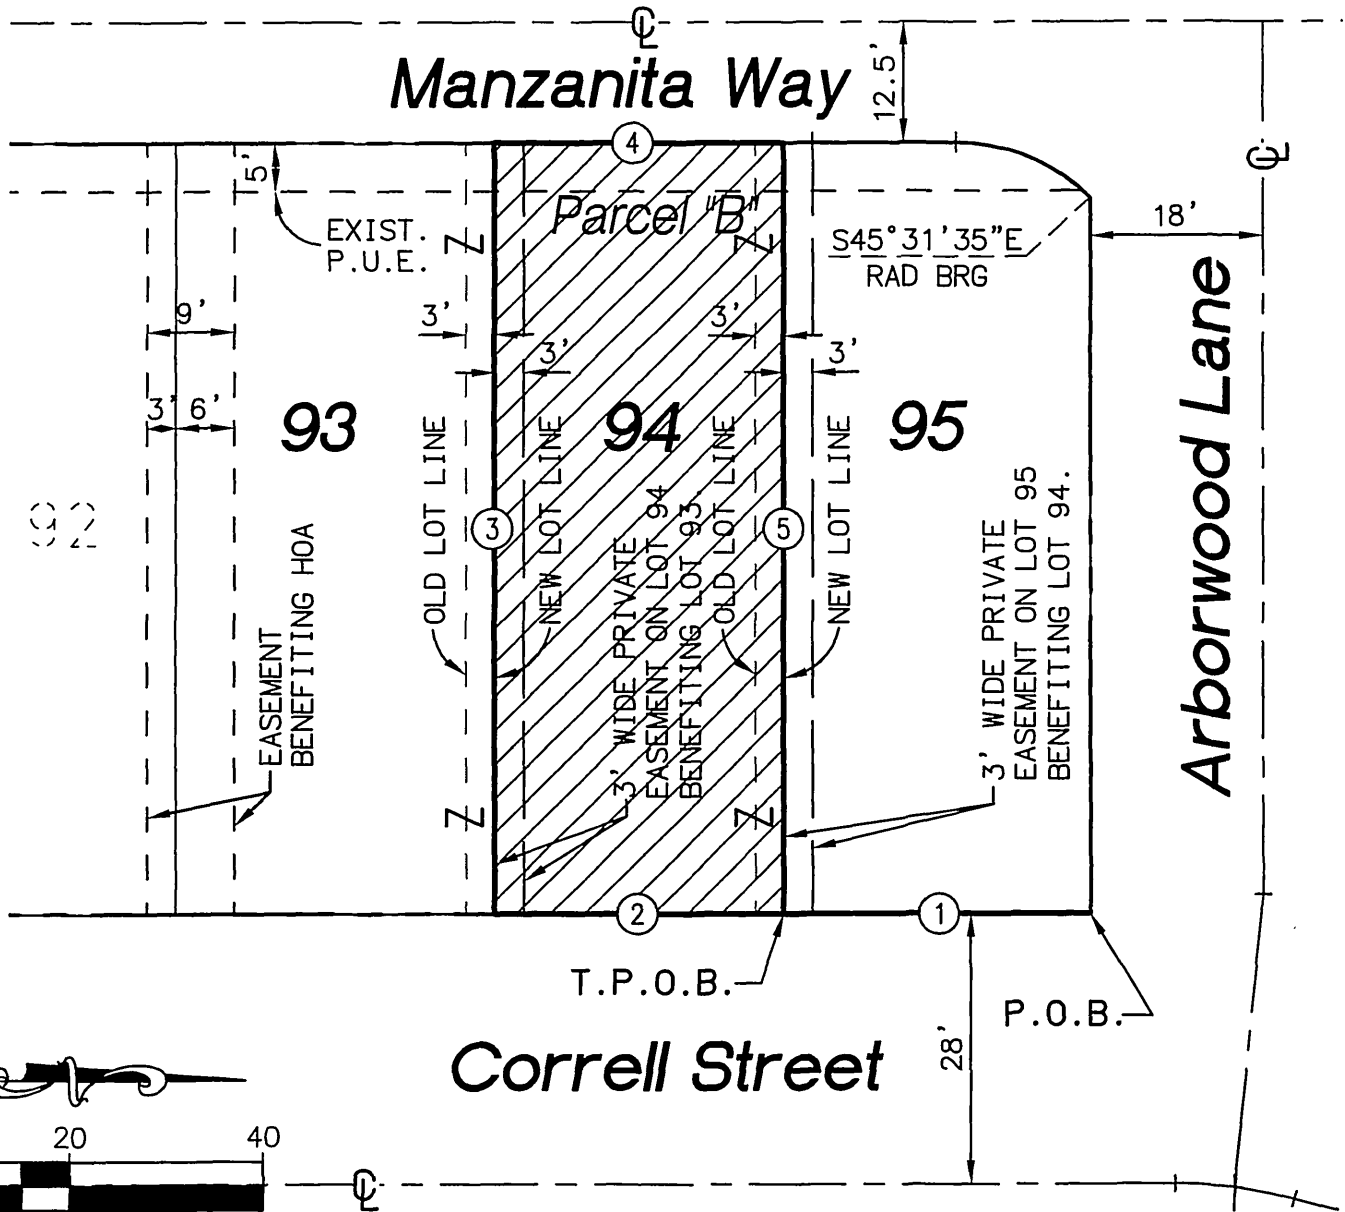 ℄
Manzanita Way
12.5'
℄
4
5'
Parcel "B"
EXIST.
P.U.E.
Z
Z
S45°31'35"E
RAD BRG
18'
9'
3'
3'
3'
3'
3'
6'
93
94
95
92
OLD LOT LINE
NEW LOT LINE
OLD LOT LINE
NEW LOT LINE
3
5
EASEMENT
BENEFITING HOA
3' WIDE PRIVATE
EASEMENT ON LOT 94
BENEFITING LOT 93.
3' WIDE PRIVATE
EASEMENT ON LOT 95
BENEFITING LOT 94.
Arborwood Lane
Z
Z
2
1
T.P.O.B.
P.O.B.
28'
Correll Street
20
40
℄